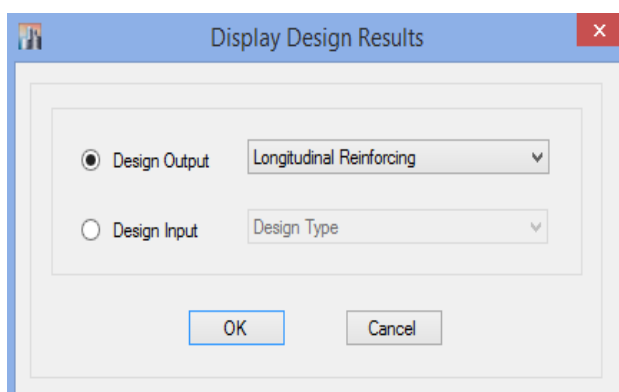 Display Design Results
Design Output
Longitudinal Reinforcing
Design Input
Design Type
OK
Cancel